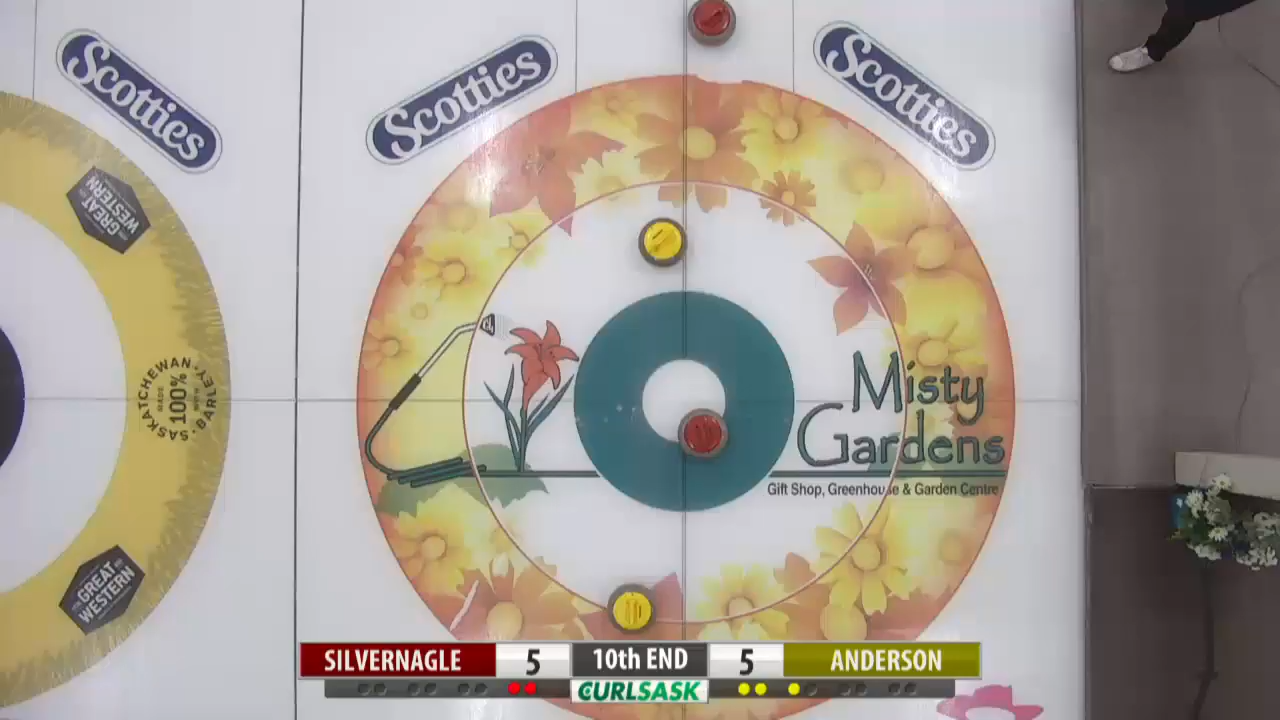 Scotties
Scotties
Scotties
GREAT
WESTERN
SASKATCHEWAN
MADE
100%
WITH
BARLEY
Misty
Gardens
Gift Shop, Greenhouse & Garden Centre
GREAT
WESTERN
SILVERNAGLE 5 10th END 5 ANDERSON
CURLSASK